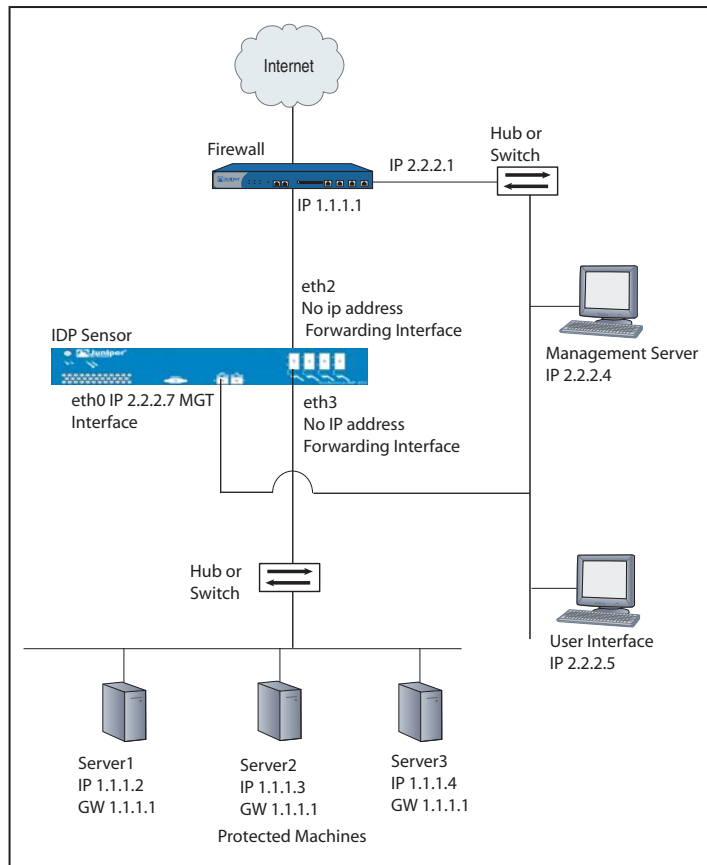 Internet
Firewall
Hub or
Switch
IP 2.2.2.1
Juniper
IP 1.1.1.1
eth2
No ip address
Forwarding Interface
IDP Sensor
Juniper
Management Server
IP 2.2.2.4
eth0 IP 2.2.2.7 MGT
Interface
eth3
No IP address
Forwarding Interface
Hub or
Switch
User Interface
IP 2.2.2.5
Server1
IP 1.1.1.2
GW 1.1.1.1
Server2
IP 1.1.1.3
GW 1.1.1.1
Server3
IP 1.1.1.4
GW 1.1.1.1
Protected Machines